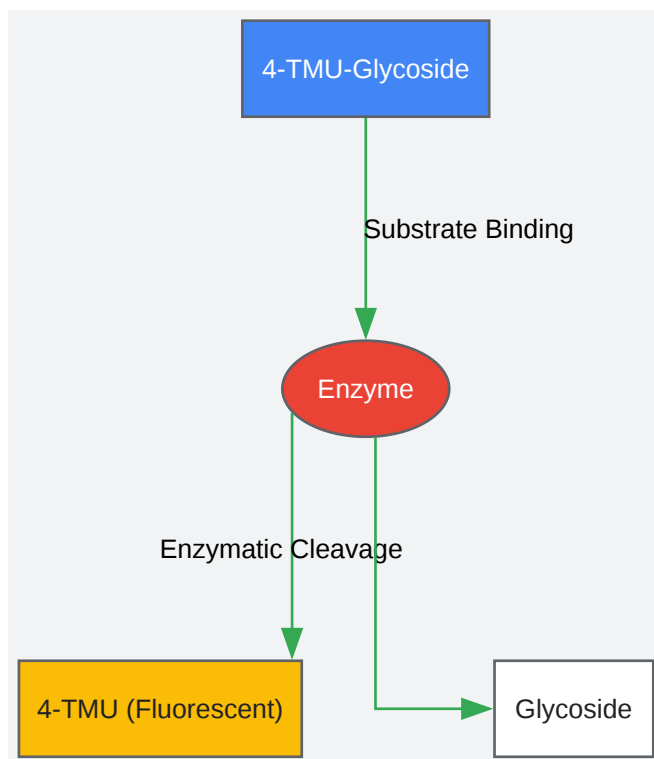 4-TMU-Glycoside
Substrate Binding
Enzyme
Enzymatic Cleavage
4-TMU (Fluorescent)
Glycoside